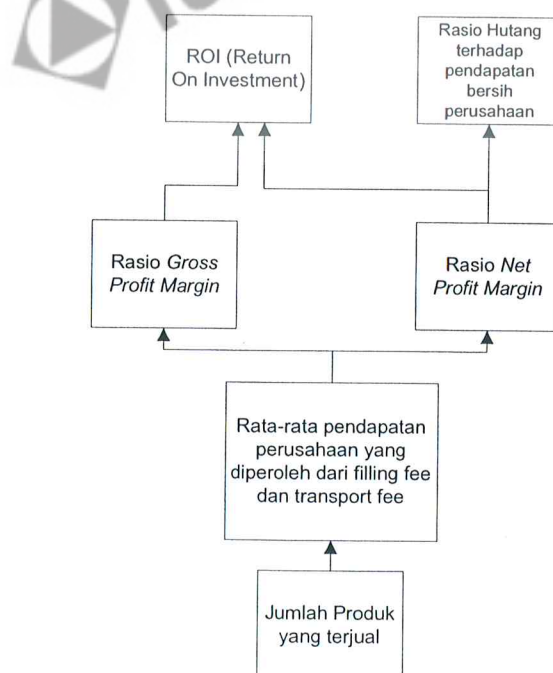 ROI (Return
On Investment)
Rasio Hutang
terhadap
pendapatan
bersih
perusahaan
Rasio Gross
Profit Margin
Rasio Net
Profit Margin
Rata-rata pendapatan
perusahaan yang
diperoleh dari filling fee
dan transport fee
Jumlah Produk
yang terjual